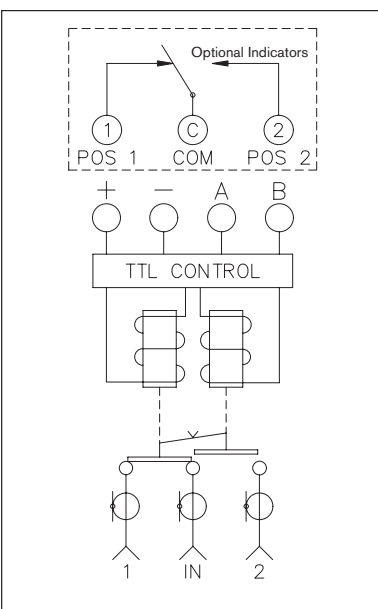 Optional Indicators
1 C 2
POS 1 COM POS 2
+ − A B
TTL CONTROL
1 IN 2